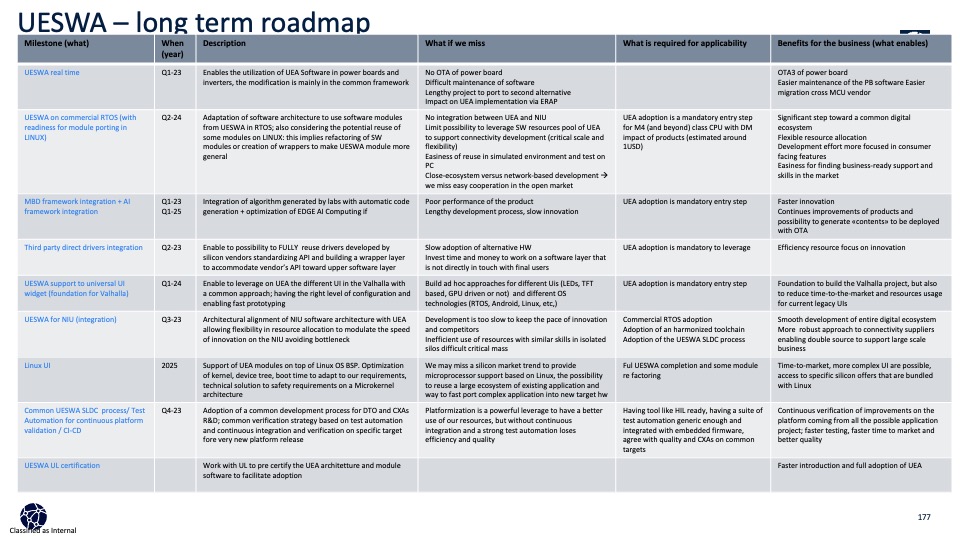 UESWA – long term roadmap
Milestone (what)
When
(year)
Description
What if we miss
What is required for applicability
Benefits for the business (what enables)
UESWA real time
Q1-23
Enables the utilization of UEA Software in power boards and
inverters, the modification is mainly in the common framework
No OTA of power board
Difficult maintenance of software
Lengthy project to port to second alternative
Impact on UEA implementation via ERAP
OTA3 of power board
Easier maintenance of the PB software Easier
migration cross MCU vendor
UESWA on commercial RTOS (with
readiness for module porting in
LINUX)
Q2-24
Adaptation of software architecture to use software modules
from UESWA in RTOS; also considering the potential reuse of
some modules on LINUX: this implies refactoring of SW
modules or creation of wrappers to make UESWA module more
general
No integration between UEA and NIU
Limit possibility to leverage SW resources pool of UEA
to support connectivity development (critical scale and
flexibility)
Easiness of reuse in simulated environment and test on
PC
Close-ecosystem versus network-based development →
we miss easy cooperation in the open market
UEA adoption is a mandatory entry step
for M4 (and beyond) class CPU with DM
impact of products (estimated around
1USD)
Significant step toward a common digital
ecosystem
Flexible resource allocation
Development effort more focused in consumer
facing features
Easiness for finding business-ready support and
skills in the market
MBD framework integration + AI
framework integration
Q1-23
Q1-25
Integration of algorithm generated by labs with automatic code
generation + optimization of EDGE AI Computing if
Poor performance of the product
Lengthy development process, slow innovation
UEA adoption is mandatory entry step
Faster innovation
Continues improvements of products and
possibility to generate «contents» to be deployed
with OTA
Third party direct drivers integration
Q2-23
Enable to possibility to FULLY reuse drivers developed by
silicon vendors standardizing API and building a wrapper layer
to accommodate vendor's API toward upper software layer
Slow adoption of alternative HW
Invest time and money to work on a software layer that
is not directly in touch with final users
UEA adoption is mandatory to leverage
Efficiency resource focus on innovation
UESWA support to universal UI
widget (foundation for Valhalla)
Q1-24
Enable to leverage on UEA the different UI in the Valhalla with
a common approach; having the right level of configuration and
enabling fast prototyping
Build ad hoc approaches for different Uis (LEDs, TFT
based, GPU driven or not) and different OS
technologies (RTOS, Android, Linux, etc,)
UEA adoption is mandatory entry step
Foundation to build the Valhalla project, but also
to reduce time-to-the-market and resources usage
for current legacy UIs
UESWA for NIU (integration)
Q3-23
Architectural alignment of NIU software architecture with UEA
allowing flexibility in resource allocation to modulate the speed
of innovation on the NIU avoiding bottleneck
Development is too slow to keep the pace of innovation
and competitors
Inefficient use of resources with similar skills in isolated
silos difficult critical mass
Commercial RTOS adoption
Adoption of an harmonized toolchain
Adoption of the UESWA SLDC process
Smooth development of entire digital ecosystem
More robust approach to connectivity suppliers
enabling double source to support large scale
business
Linux UI
2025
Support of UEA modules on top of Linux OS BSP. Optimization
of kernel, device tree, boot time to adapt to our requirements,
technical solution to safety requirements on a Microkernel
architecture
We may miss a silicon market trend to provide
microprocessor support based on Linux, the possibility
to reuse a large ecosystem of existing application and
way to fast port complex application into new target hw
Ful UESWA completion and some module
re factoring
Time-to-market, more complex UI are possible,
access to specific silicon offers that are bundled
with Linux
Common UESWA SLDC process/ Test
Automation for continuous platform
validation / CI-CD
Q4-23
Adoption of a common development process for DTO and CXAs
R&D; common verification strategy based on test automation
and continuous integration and verification on specific target
fore very new platform release
Platformization is a powerful leverage to have a better
use of our resources, but without continuous
integration and a strong test automation loses
efficiency and quality
Having tool like HIL ready, having a suite of
test automation generic enough and
integrated with embedded firmware,
agree with quality and CXAs on common
targets
Continuous verification of improvements on the
platform coming from all the possible application
project; faster testing, faster time to market and
better quality
UESWA UL certification
Work with UL to pre certify the UEA architetture and module
software to facilitate adoption
Faster introduction and full adoption of UEA
Classified as Internal
177